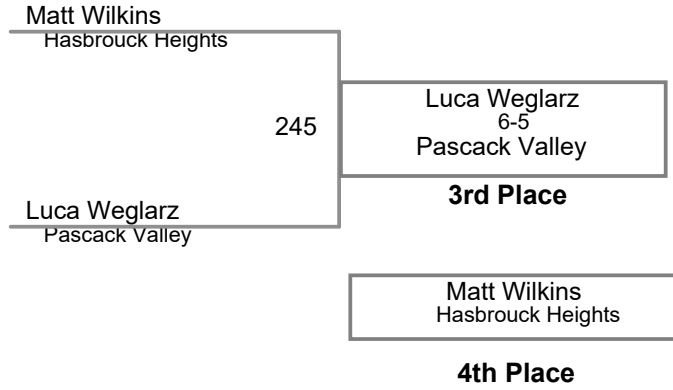 Matt Wilkins
Hasbrouck Heights
245
Luca Weglarz
6-5
Pascack Valley
3rd Place
Luca Weglarz
Pascack Valley
Matt Wilkins
Hasbrouck Heights
4th Place